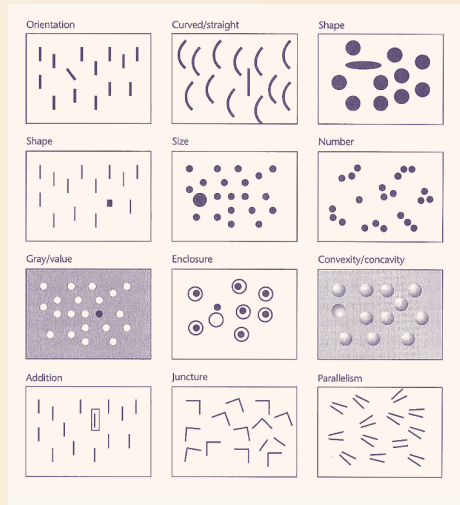 Orientation
Curved/straight
Shape
Shape
Size
Number
Gray/value
Enclosure
Convexity/concavity
Addition
Juncture
Parallelism